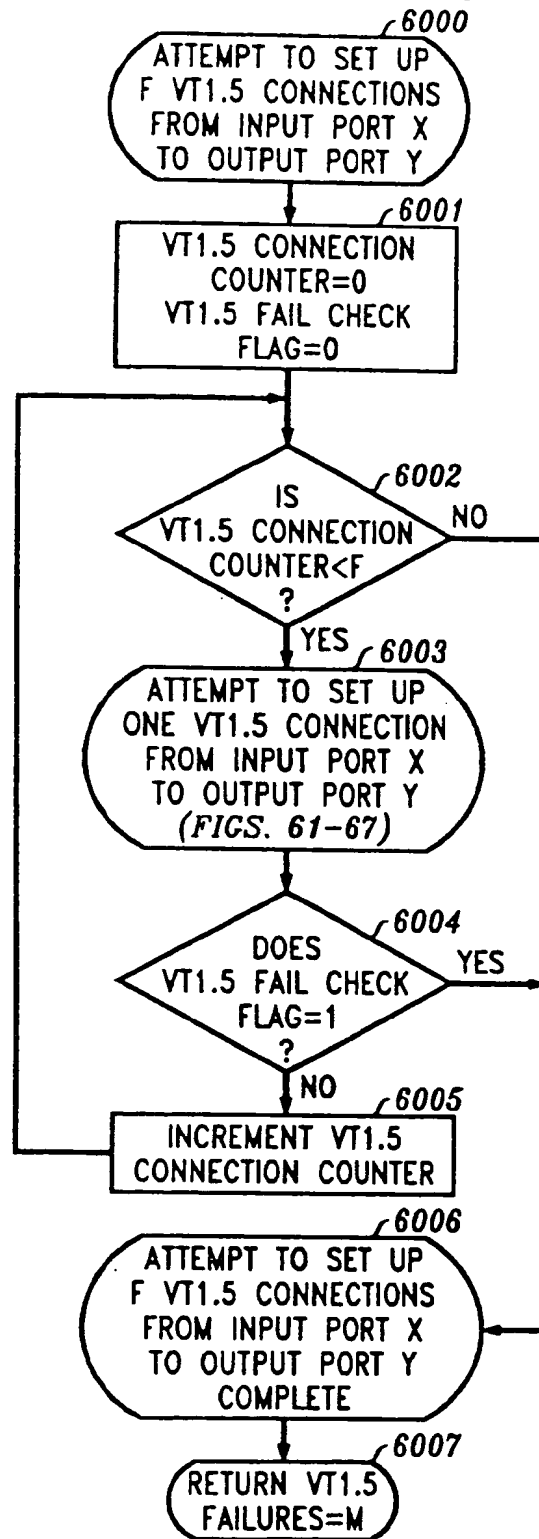 6000
ATTEMPT TO SET UP
F VT1.5 CONNECTIONS
FROM INPUT PORT X
TO OUTPUT PORT Y
6001
VT1.5 CONNECTION
COUNTER=0
VT1.5 FAIL CHECK
FLAG=0
6002
IS
VT1.5 CONNECTION
COUNTER<F
?
NO
YES
6003
ATTEMPT TO SET UP
ONE VT1.5 CONNECTION
FROM INPUT PORT X
TO OUTPUT PORT Y
(FIGS. 61-67)
6004
DOES
VT1.5 FAIL CHECK
FLAG=1
?
YES
NO
6005
INCREMENT VT1.5
CONNECTION COUNTER
6006
ATTEMPT TO SET UP
F VT1.5 CONNECTIONS
FROM INPUT PORT X
TO OUTPUT PORT Y
COMPLETE
6007
RETURN VT1.5
FAILURES=M